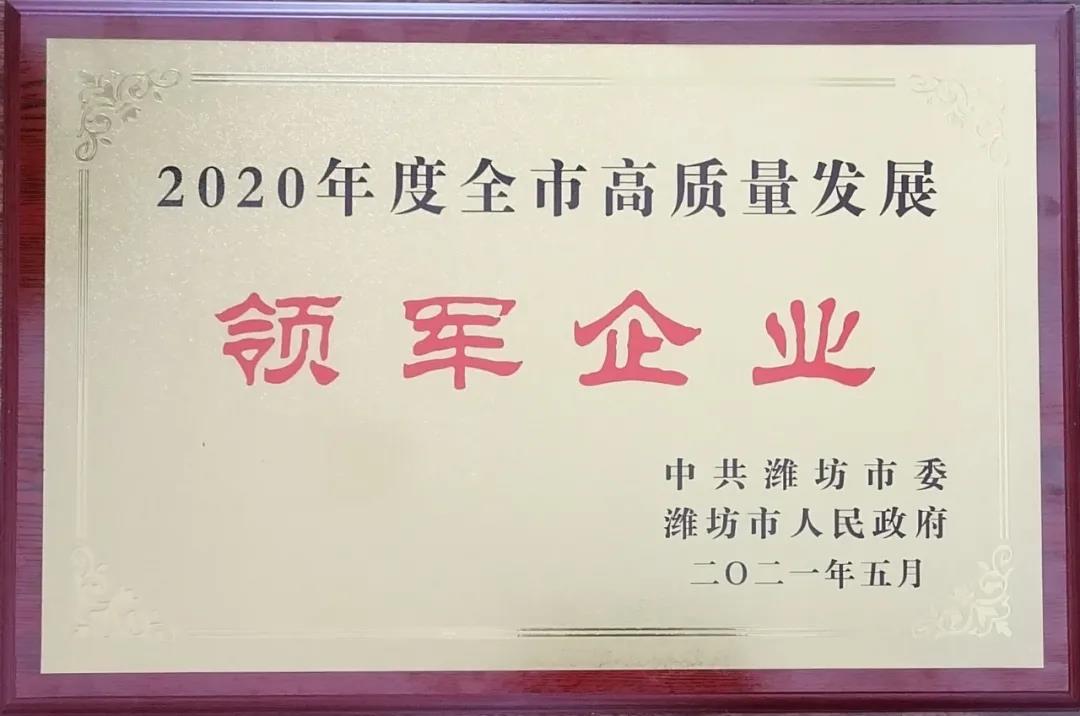 2020年度全市高质量发展
领军企业
中共潍坊市委
潍坊市人民政府
二〇二一年五月